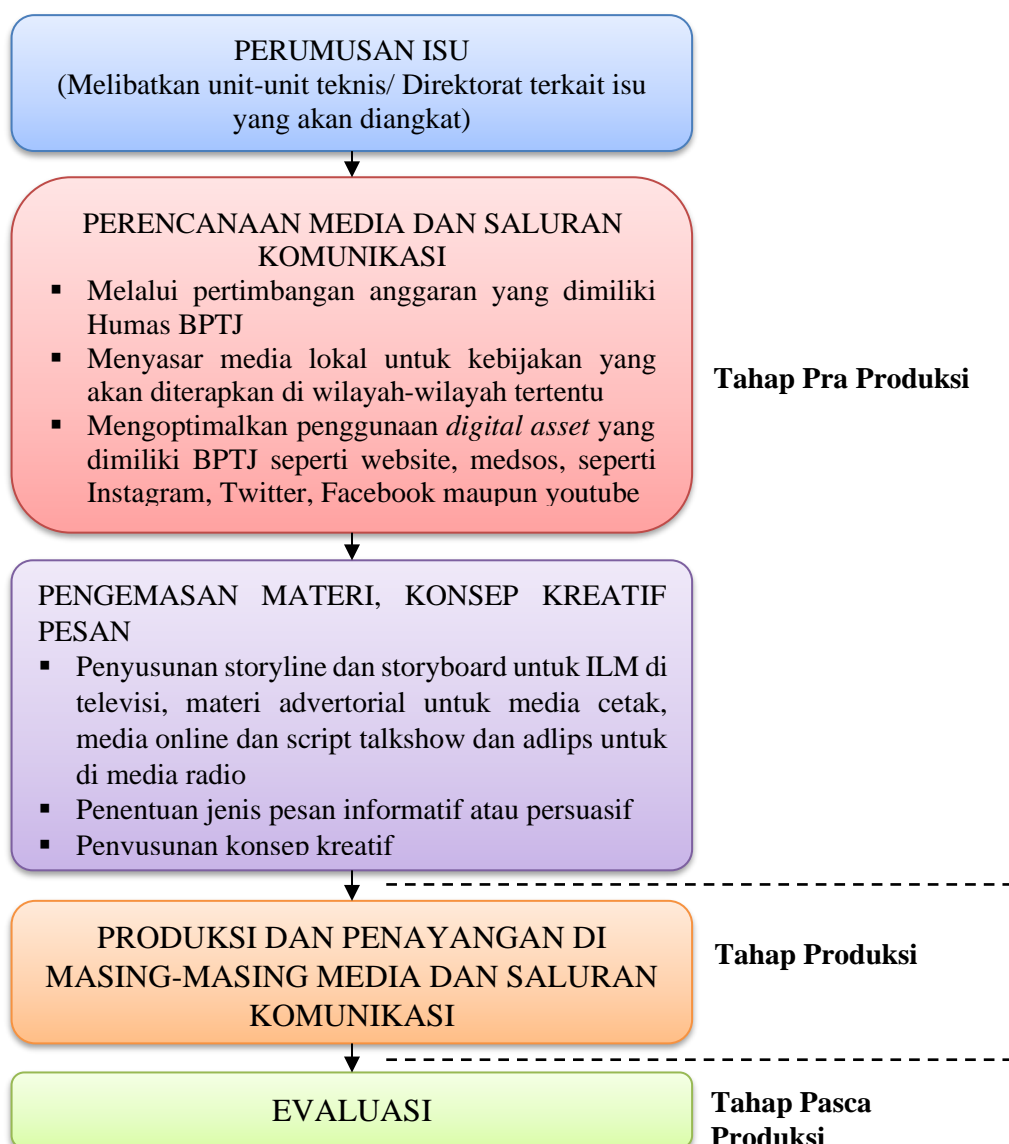 PERUMUSAN ISU
(Melibatkan unit-unit teknis/ Direktorat terkait isu
yang akan diangkat)
PERENCANAAN MEDIA DAN SALURAN
KOMUNIKASI
▪ Melalui pertimbangan anggaran yang dimiliki
Humas BPTJ
▪ Menyasar media lokal untuk kebijakan yang
akan diterapkan di wilayah-wilayah tertentu
▪ Mengoptimalkan penggunaan digital asset yang
dimiliki BPTJ seperti website, medsos, seperti
Instagram, Twitter, Facebook maupun youtube
Tahap Pra Produksi
PENGEMASAN MATERI, KONSEP KREATIF
PESAN
▪ Penyusunan storyline dan storyboard untuk ILM di
televisi, materi advertorial untuk media cetak,
media online dan script talkshow dan adlips untuk
di media radio
▪ Penentuan jenis pesan informatif atau persuasif
▪ Penyusunan konsep kreatif
PRODUKSI DAN PENAYANGAN DI
MASING-MASING MEDIA DAN SALURAN
KOMUNIKASI
Tahap Produksi
EVALUASI
Tahap Pasca
Produksi